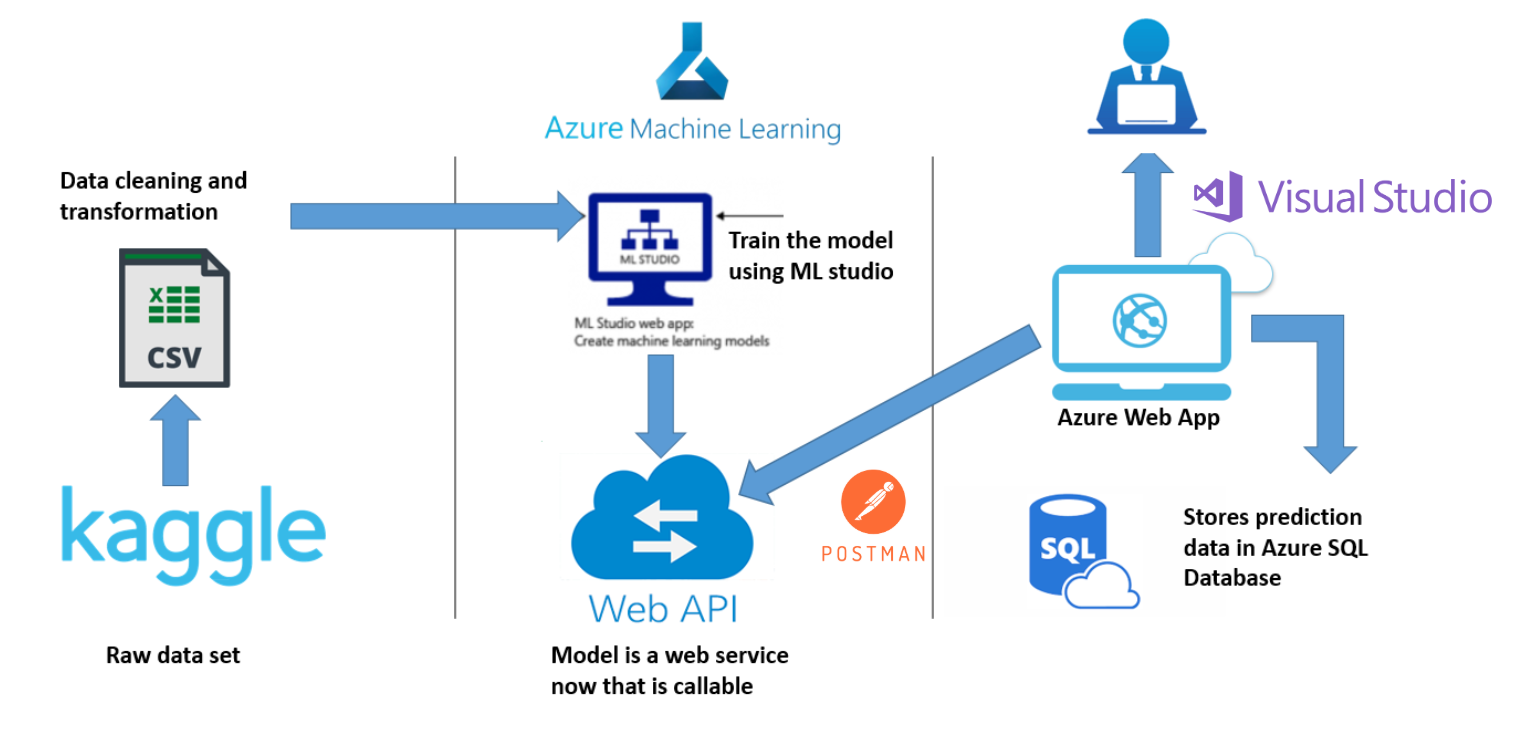 Data cleaning and
transformation
X
CSV
kaggle
Raw data set
Azure Machine Learning
ML STUDIO
Train the model
using ML studio
ML Studio web app:
Create machine learning models
Web API
POSTMAN
Model is a web service
now that is callable
Visual Studio
Azure Web App
SQL
Stores prediction
data in Azure SQL
Database